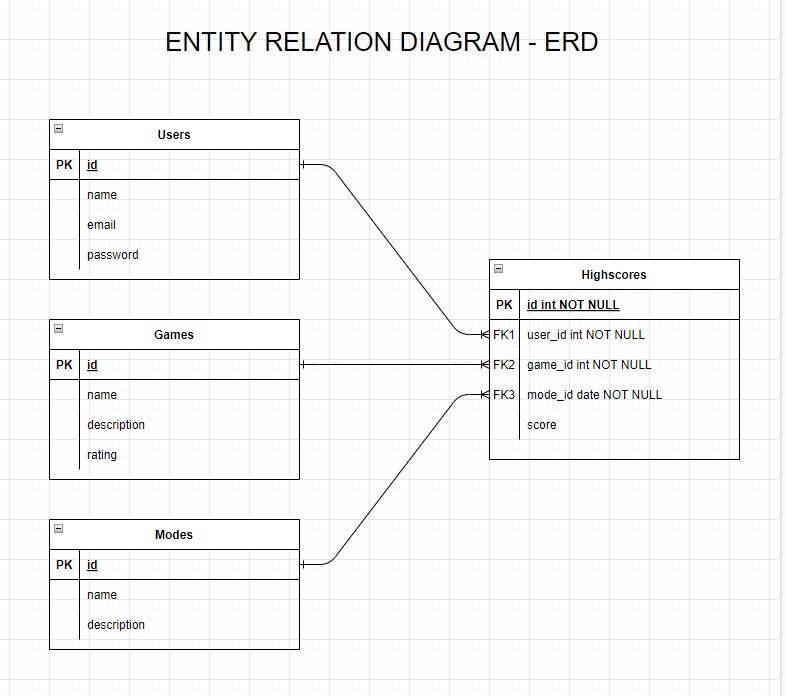 ENTITY RELATION DIAGRAM - ERD
Users
PK id
name
email
password
Games
PK id
name
description
rating
Modes
PK id
name
description
Highscores
PK id int NOT NULL
FK1 user_id int NOT NULL
FK2 game_id int NOT NULL
FK3 mode_id date NOT NULL
score